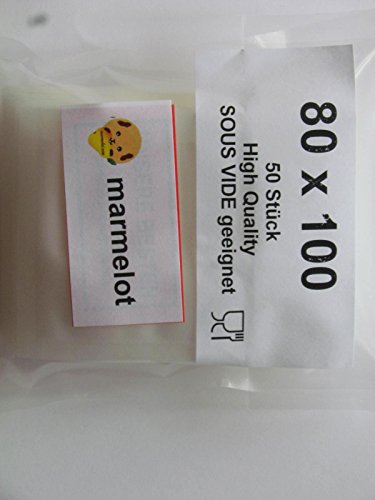 80 x 100
50 Stück
High Quality
SOUS VIDE geeignet
marmelot